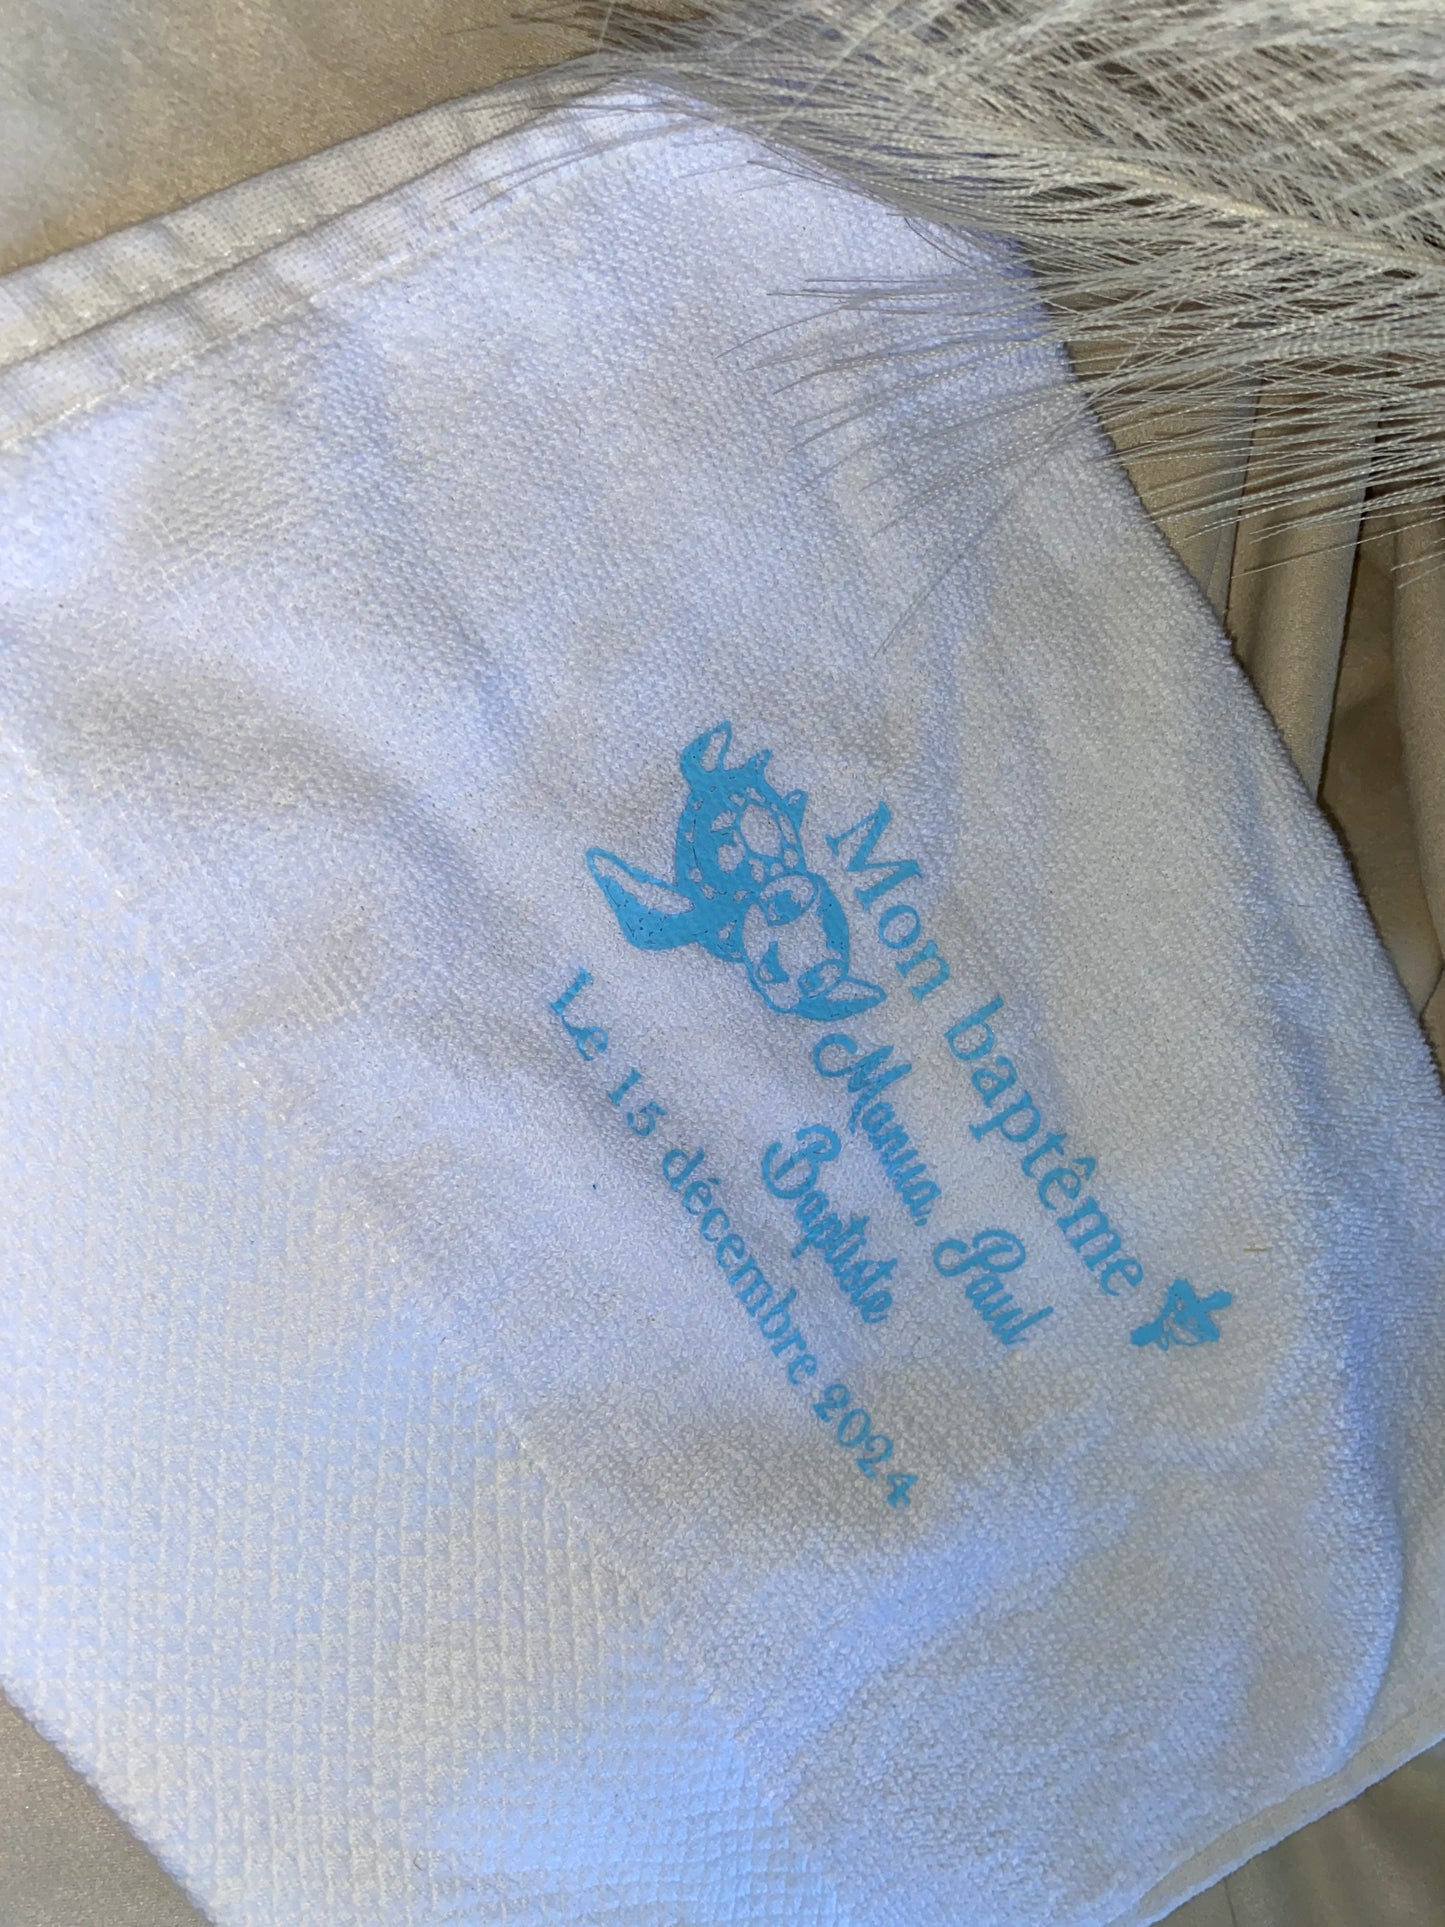 Mon baptême
Manua, Paul
Baptiste
Le 15 décembre 2024